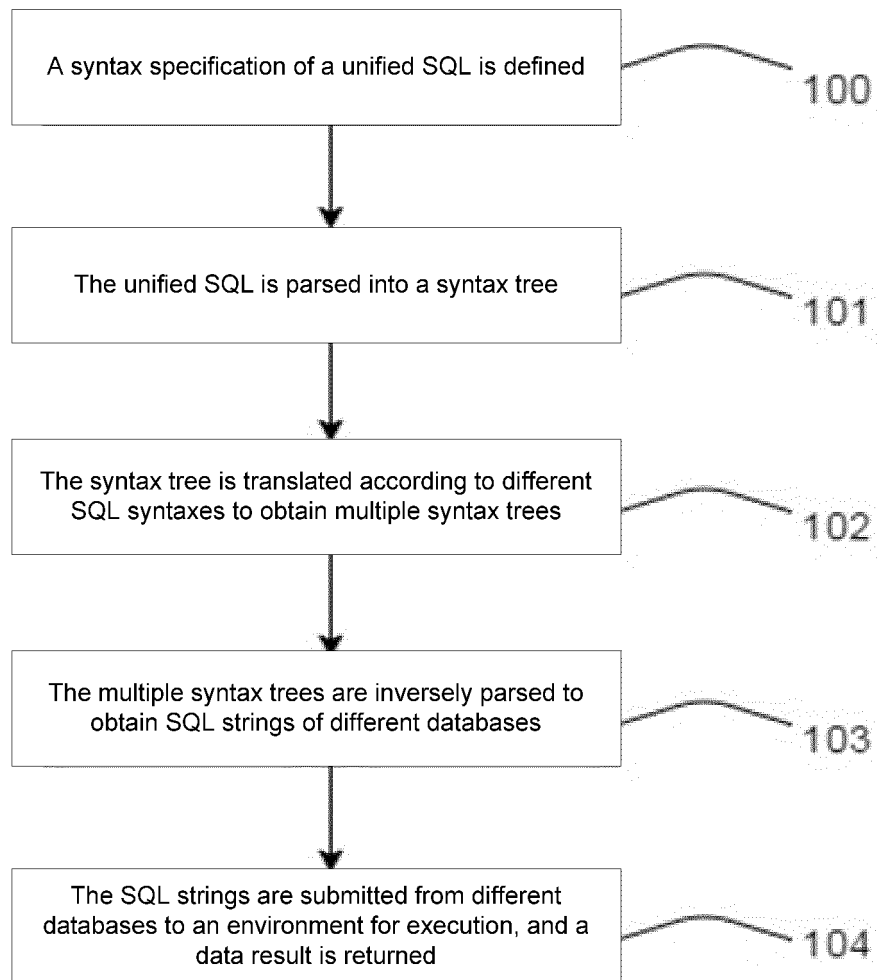 A syntax specification of a unified SQL is defined
100
The unified SQL is parsed into a syntax tree
101
The syntax tree is translated according to different
SQL syntaxes to obtain multiple syntax trees
102
The multiple syntax trees are inversely parsed to
obtain SQL strings of different databases
103
The SQL strings are submitted from different
databases to an environment for execution, and a
data result is returned
104